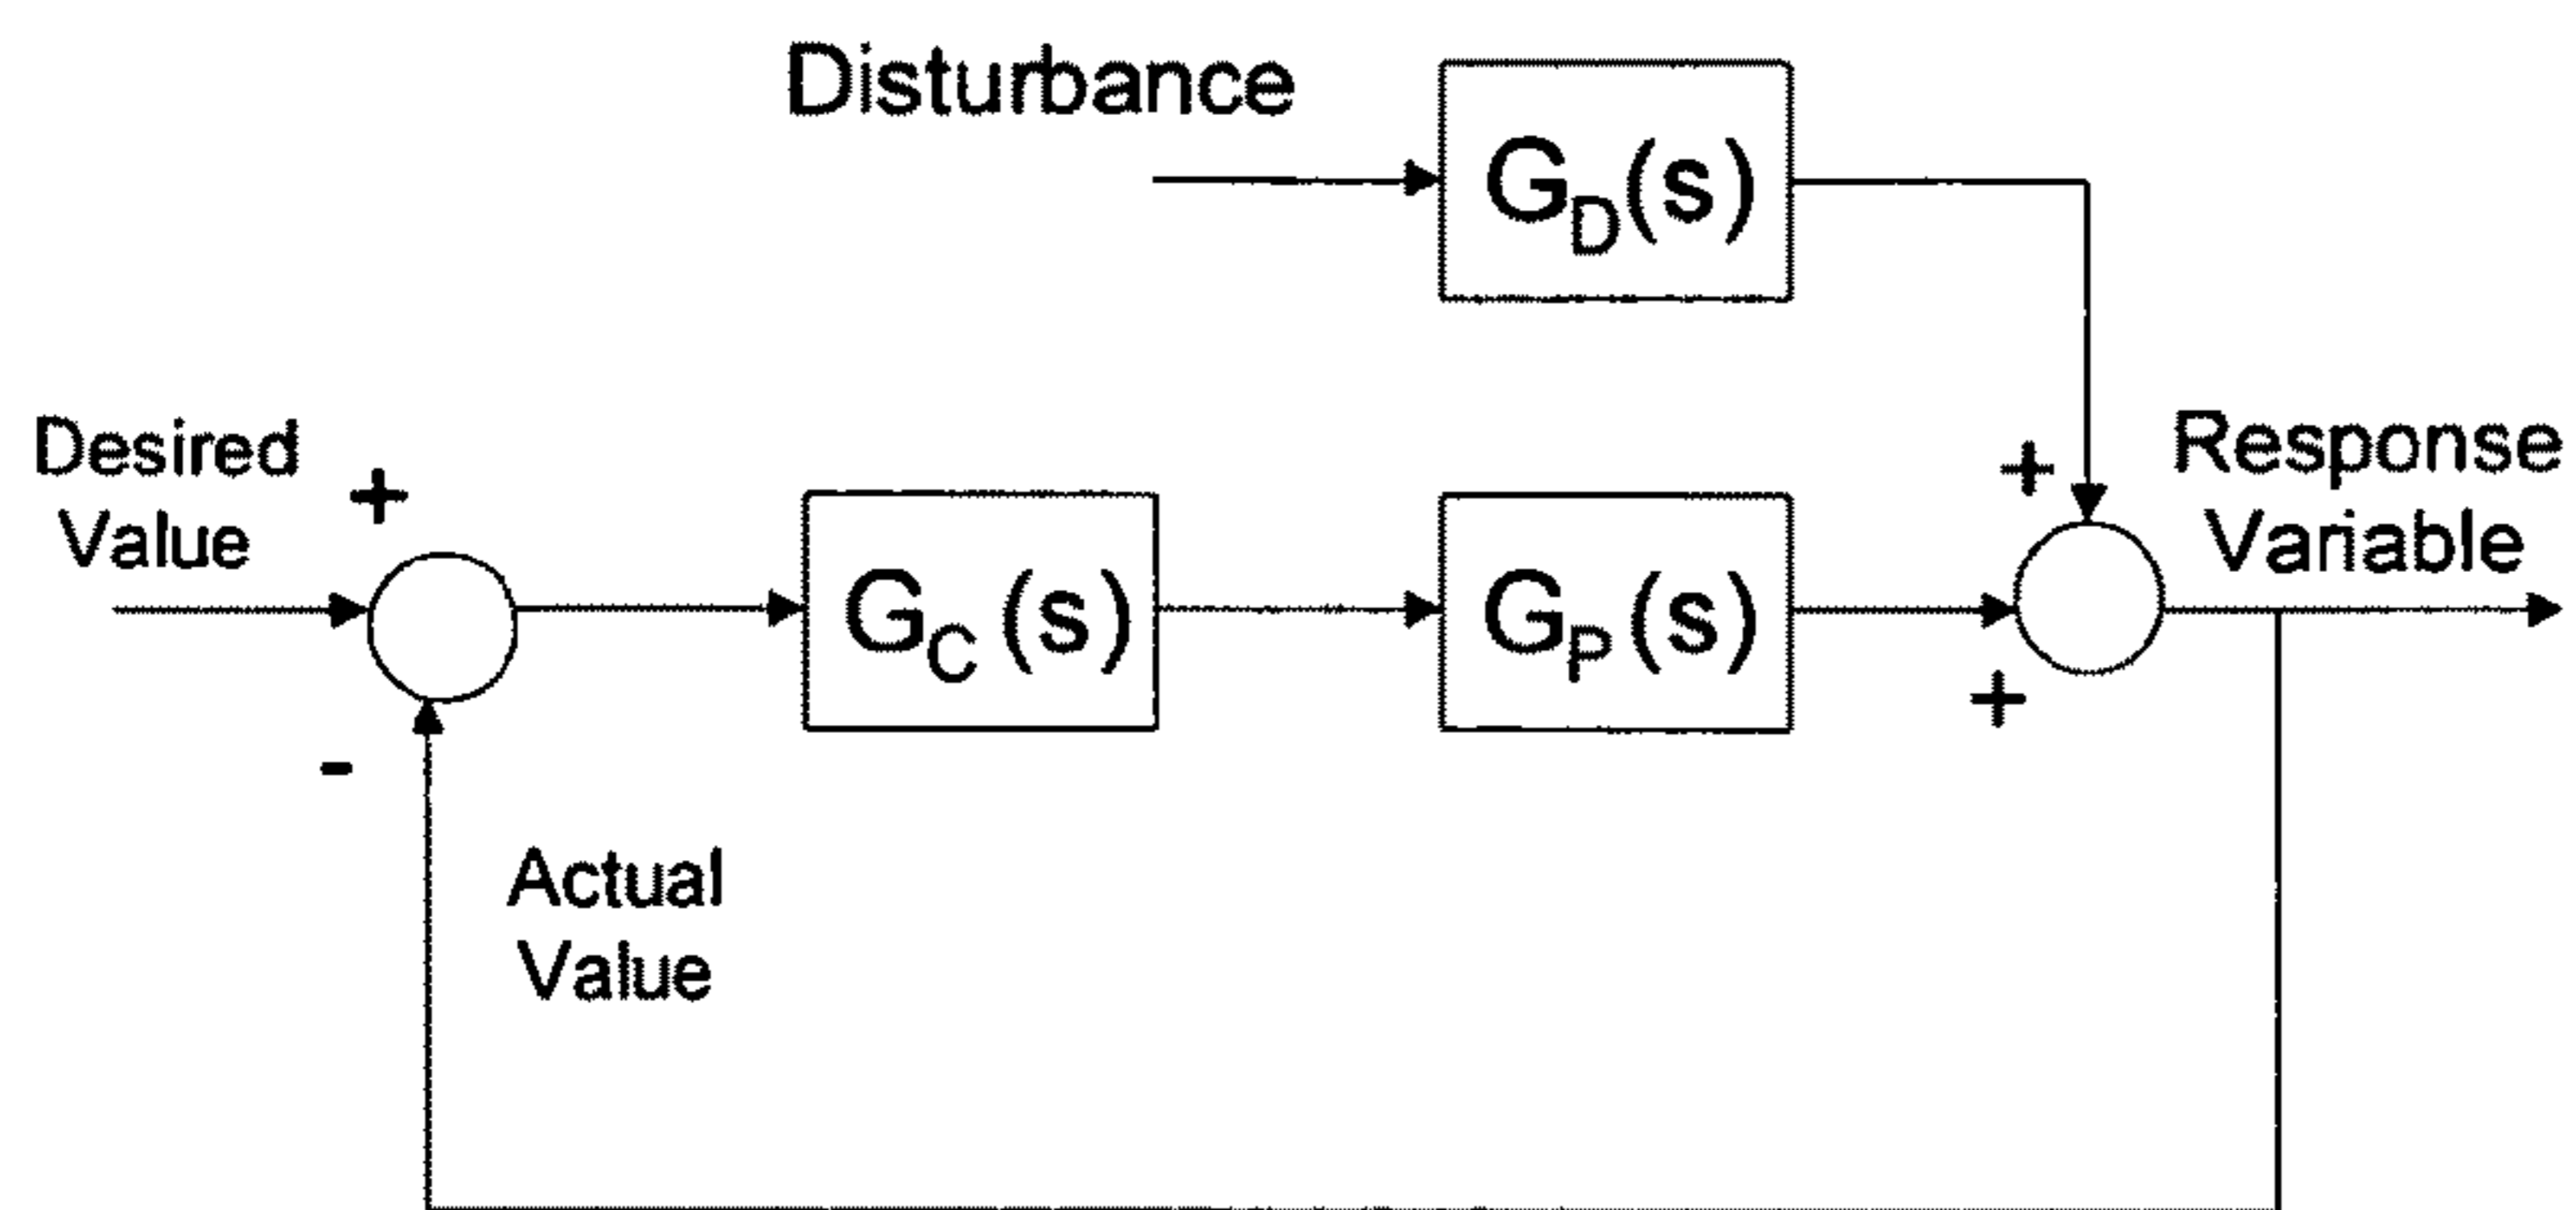 Disturbance
G_D(s)
Desired
Value
+
G_C(s)
G_P(s)
+
+
Response
Variable
-
Actual
Value